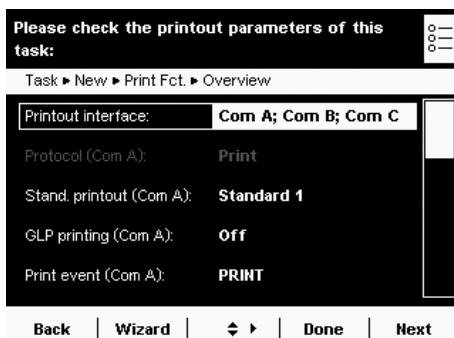 Please check the printout parameters of this
task:
Task ▸ New ▸ Print Fct. ▸ Overview
Printout interface: Com A; Com B; Com C
Protocol (Com A): Print
Stand. printout (Com A): Standard 1
GLP printing (Com A): Off
Print event (Com A): PRINT
Back Wizard Done Next